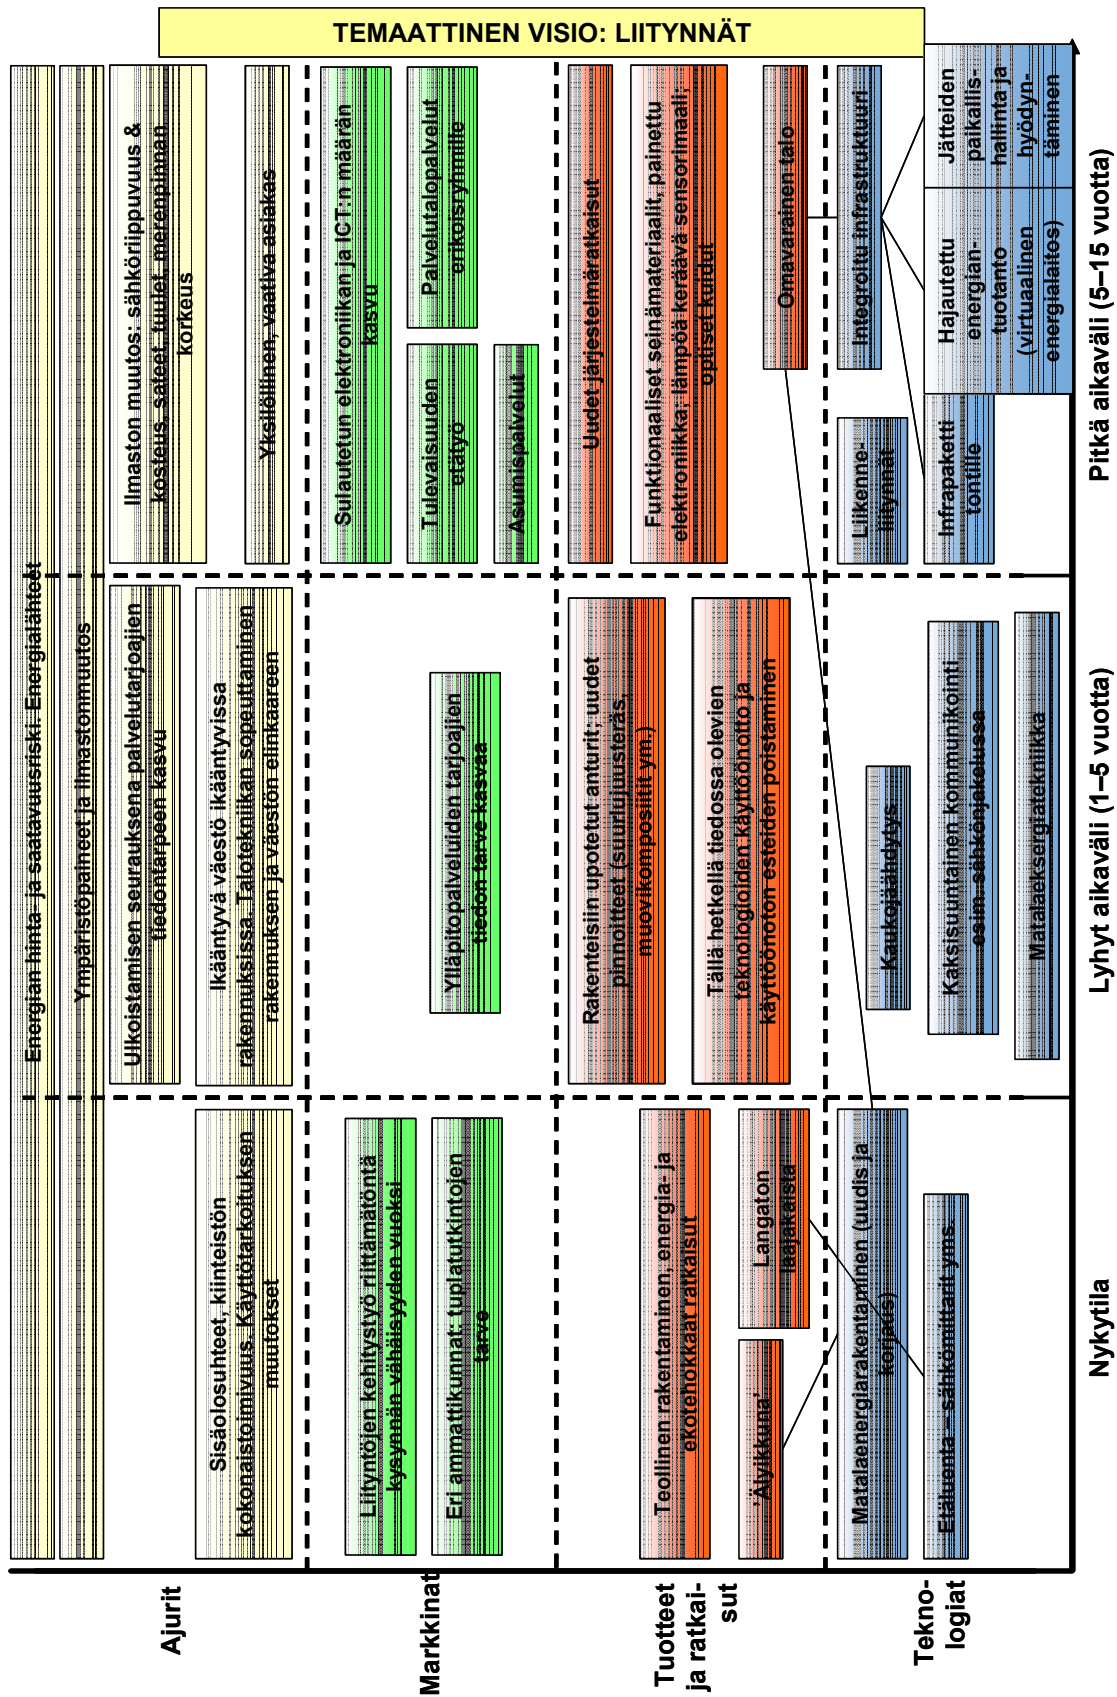 TEMAATTINEN VISIO: LIITYNNÄT
Ajurit
Energian hinta- ja saatavuusriski. Energialähteet
Ympäristöpaineet ja ilmastonmuutos
Sisäolosuhteet, kiinteistön
kokonaistoimivuus. Käyttötarkoituksen
muutokset
Ulkoistamisen seurauksena palvelutarjoajien
tiedontarpeen kasvu
Ikääntyvä väestö ikääntyvissä
rakennuksissa. Talotekniikan sopeuttaminen
rakennuksen ja väestön elinkaareen
Ilmaston muutos: sähköriippuvuus &
kosteus, sateet, tuulet, merenpinnan
korkeus
Yksilöllinen, vaativa asiakas
Markkinat
Liityntöjen kehitystyö riittämätöntä
kysynnän vähäisyyden vuoksi
Eri ammattikunnat: tuplatutkintojen
tarve
Ylläpitopalveluiden tarjoajien
tiedon tarve kasvaa
Sulautetun elektroniikan ja ICT:n määrän
kasvu
Tulevaisuuden
etätyö
Palvelutalopalvelut
erikoisryhmille
Asumispalvelut
Tuotteet
ja ratkai-
sut
Teollinen rakentaminen, energia- ja
ekotehokkaat ratkaisut
'Älyikkuna'
Langaton
laajakaista
Rakenteisiin upotetut anturit; uudet
pinnoitteet (suurlujuusteräs,
muovikomposiitit ym.)
Tällä hetkellä tiedossa olevien
teknologioiden käyttöönotto ja
käyttöönoton esteiden poistaminen
Uudet järjestelmäratkaisut
Funktionaaliset seinämateriaalit, painettu
elektroniikka; lämpöä keräävä sensorimaali;
optiset kuidut
Omavarainen talo
Tekno-
logiat
Matalaenergiarakentaminen (uudis ja
korjaus)
Etäluenta – sähkömittarit yms.
Kaukojäähdytys
Kaksisuuntainen kommunikointi
esim sähkönjakelussa
Matalaeksergiatekniikka
Liikenne-
liitynnät
Integroitu infrastruktuuri
Infrapaketti
tontille
Hajautettu
energian-
tuotanto
(virtuaalinen
energialaitos)
Jätteiden
paikallis-
hallinta ja
hyödyn-
täminen
Nykytila
Lyhyt aikaväli (1–5 vuotta)
Pitkä aikaväli (5–15 vuotta)